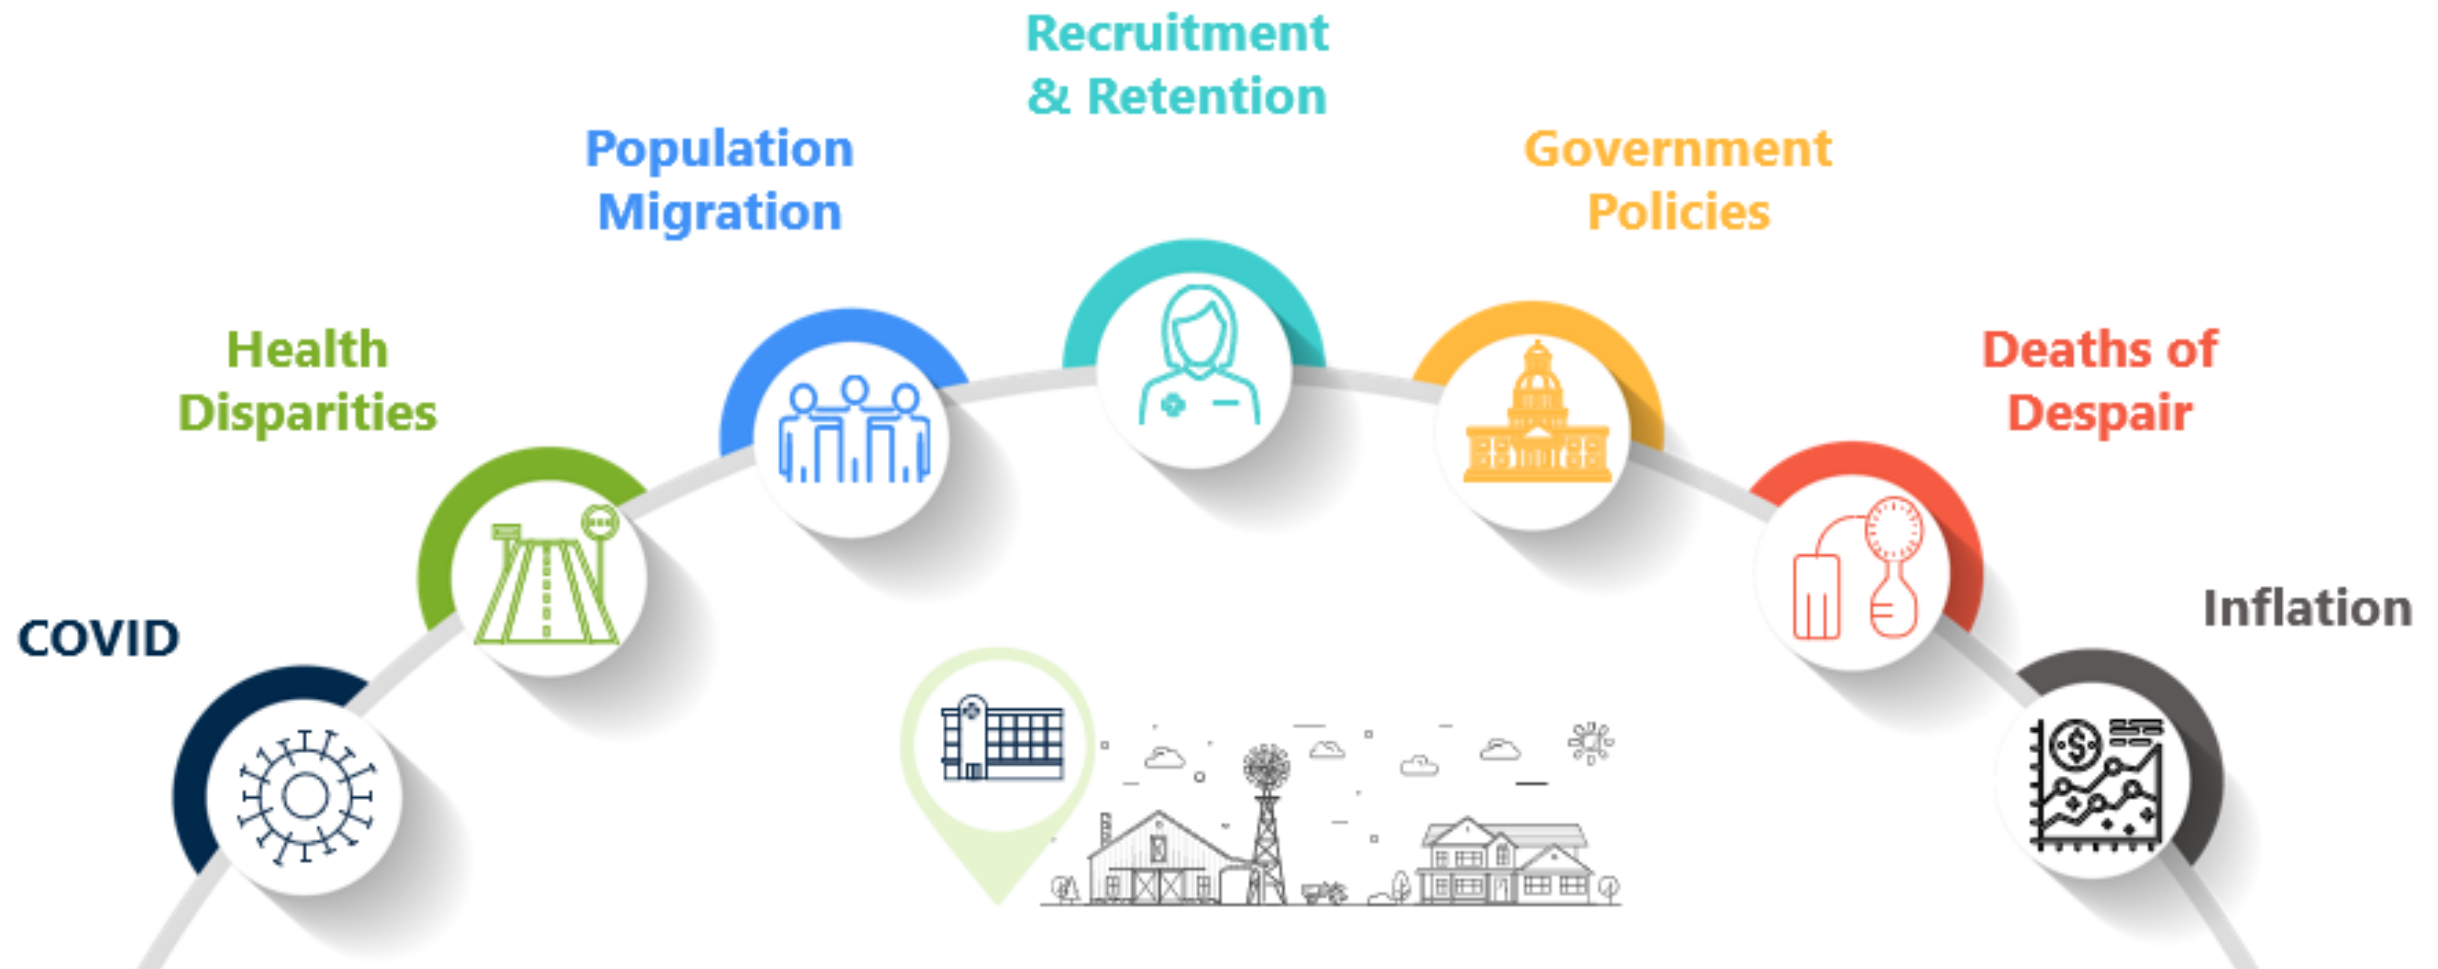 COVID
Health
Disparities
Population
Migration
Recruitment
& Retention
Government
Policies
Deaths of
Despair
Inflation